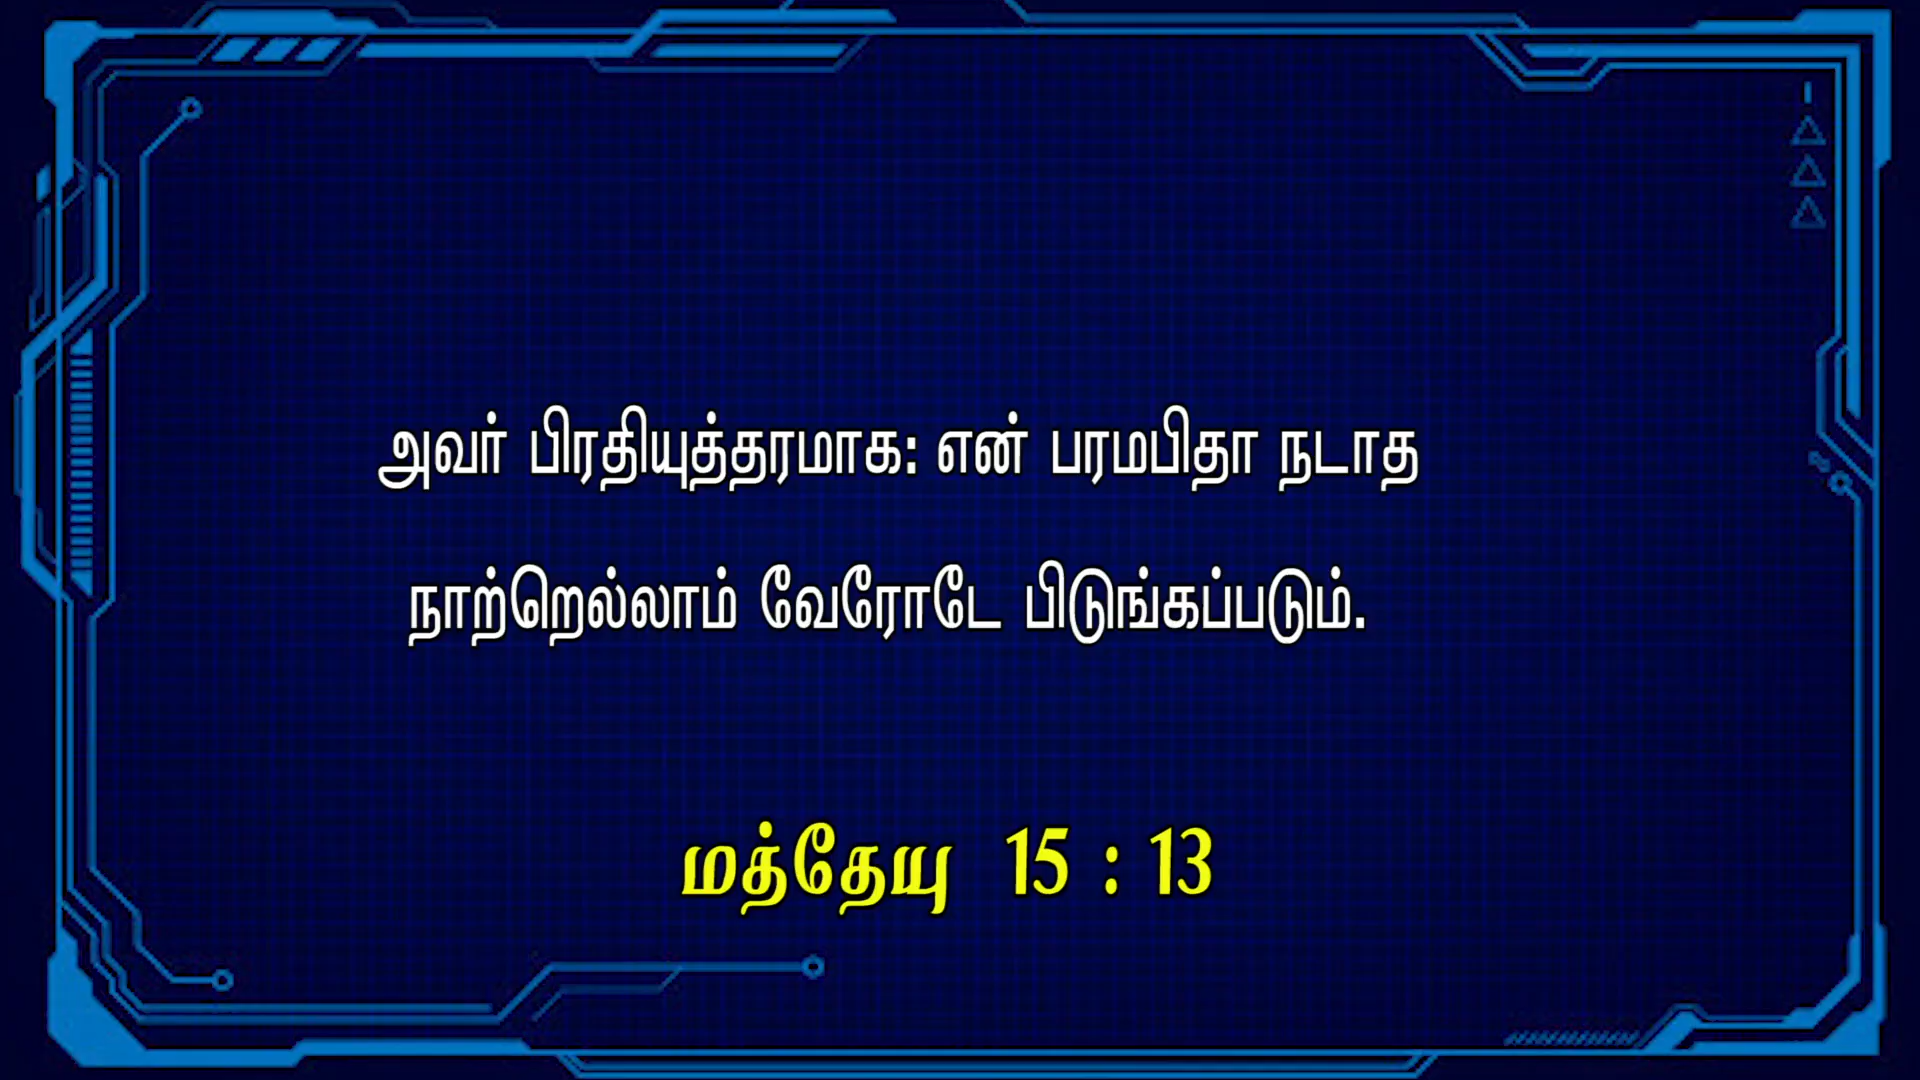 அவர் பிரதியுத்தரமாக: என் பரமபிதா நடாத
நாற்றெல்லாம் வேரோடே பிடுங்கப்படும்.
மத்தேயு 15 : 13